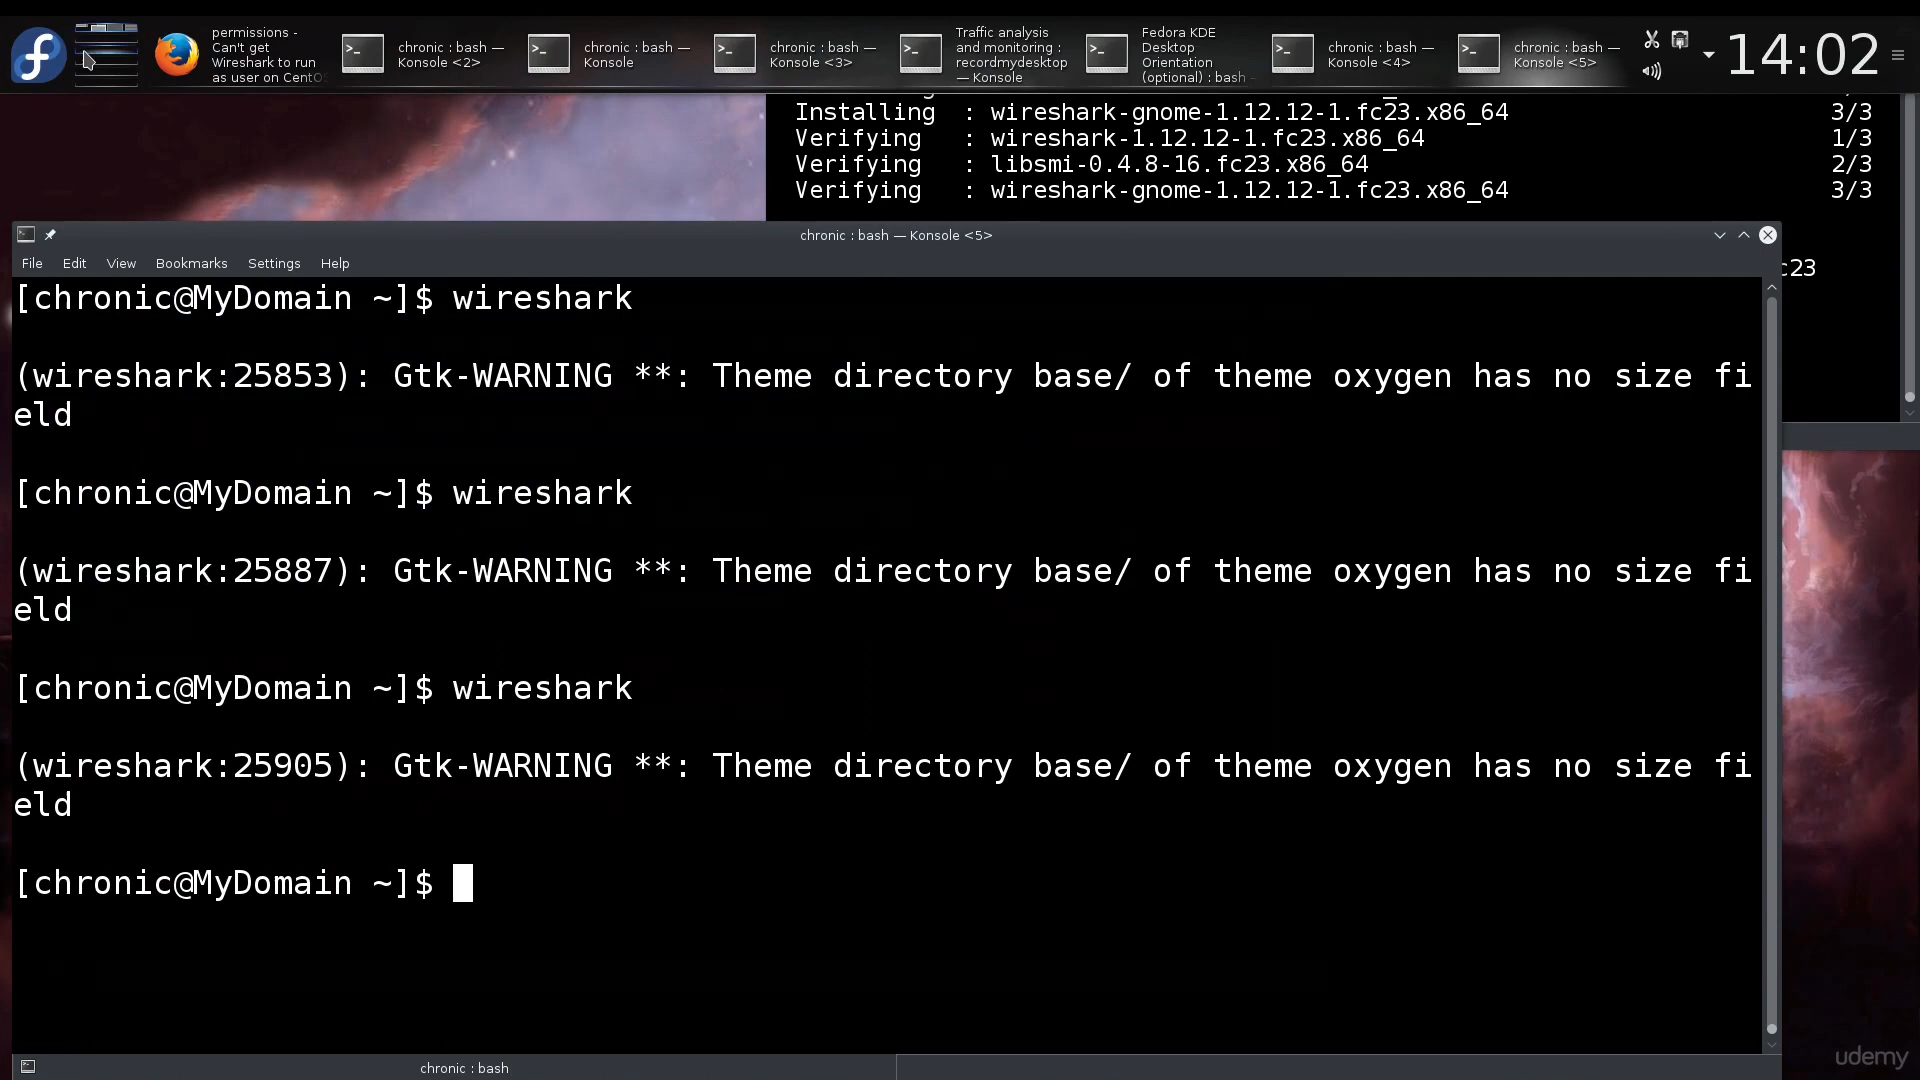 permissions -
Can't get
Wireshark to run
as user on CentOS
chronic : bash —
Konsole <2>
chronic : bash —
Konsole
chronic : bash —
Konsole <3>
Traffic analysis
and monitoring :
recordmydesktop
— Konsole
Fedora KDE
Desktop
Orientation
(optional) : bash
chronic : bash —
Konsole <4>
chronic : bash —
Konsole <5>
14:02
Installing : wireshark-gnome-1.12.12-1.fc23.x86_64 3/3
Verifying : wireshark-1.12.12-1.fc23.x86_64 1/3
Verifying : libsmi-0.4.8-16.fc23.x86_64 2/3
Verifying : wireshark-gnome-1.12.12-1.fc23.x86_64 3/3
c23
chronic : bash — Konsole <5>
File Edit View Bookmarks Settings Help
[chronic@MyDomain ~]$ wireshark
(wireshark:25853): Gtk-WARNING **: Theme directory base/ of theme oxygen has no size fi
eld
[chronic@MyDomain ~]$ wireshark
(wireshark:25887): Gtk-WARNING **: Theme directory base/ of theme oxygen has no size fi
eld
[chronic@MyDomain ~]$ wireshark
(wireshark:25905): Gtk-WARNING **: Theme directory base/ of theme oxygen has no size fi
eld
[chronic@MyDomain ~]$
chronic : bash
udemy